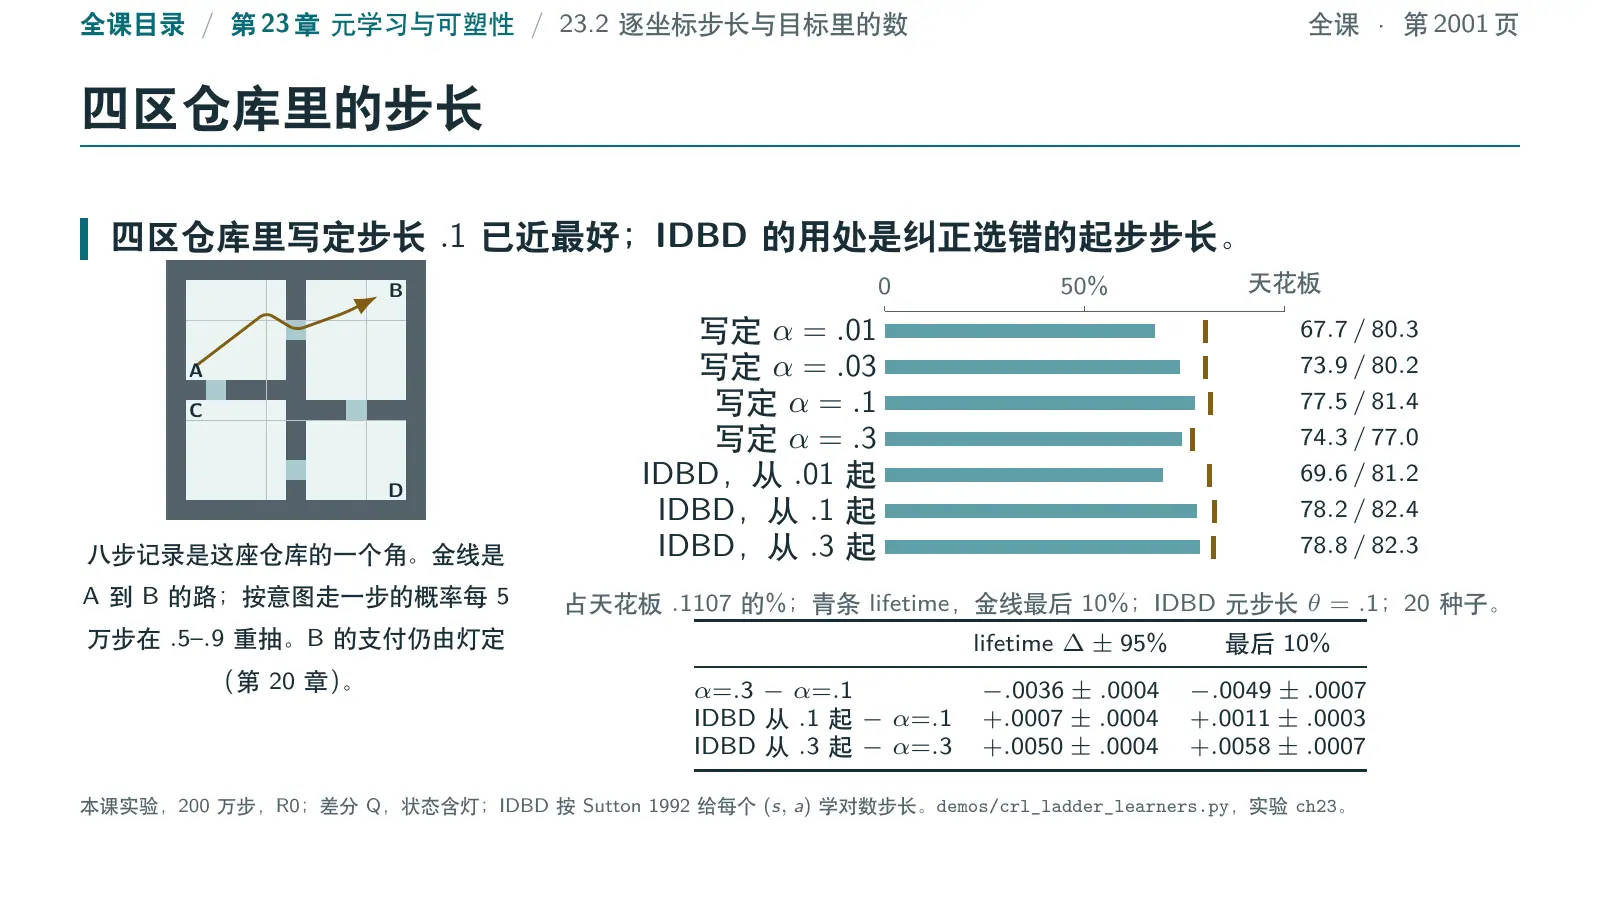 全课目录 / 第 23 章 元学习与可塑性 / 23.2 逐坐标步长与目标里的数
全课 · 第 2001 页
四区仓库里的步长
四区仓库里写定步长 .1 已近最好；IDBD 的用处是纠正选错的起步步长。
A
B
C
D
八步记录是这座仓库的一个角。金线是
A 到 B 的路；按意图走一步的概率每 5
万步在 .5–.9 重抽。B 的支付仍由灯定
（第 20 章）。
0 50% 天花板
写定 α = .01 67.7 / 80.3
写定 α = .03 73.9 / 80.2
写定 α = .1 77.5 / 81.4
写定 α = .3 74.3 / 77.0
IDBD，从 .01 起 69.6 / 81.2
IDBD，从 .1 起 78.2 / 82.4
IDBD，从 .3 起 78.8 / 82.3
占天花板 .1107 的%；青条 lifetime，金线最后 10%；IDBD 元步长 θ = .1；20 种子。
lifetime Δ ± 95% 最后 10%
α=.3 − α=.1 −.0036 ± .0004 −.0049 ± .0007
IDBD 从 .1 起 − α=.1 +.0007 ± .0004 +.0011 ± .0003
IDBD 从 .3 起 − α=.3 +.0050 ± .0004 +.0058 ± .0007
本课实验，200 万步，R0；差分 Q，状态含灯；IDBD 按 Sutton 1992 给每个 (s, a) 学对数步长。demos/crl_ladder_learners.py，实验 ch23。